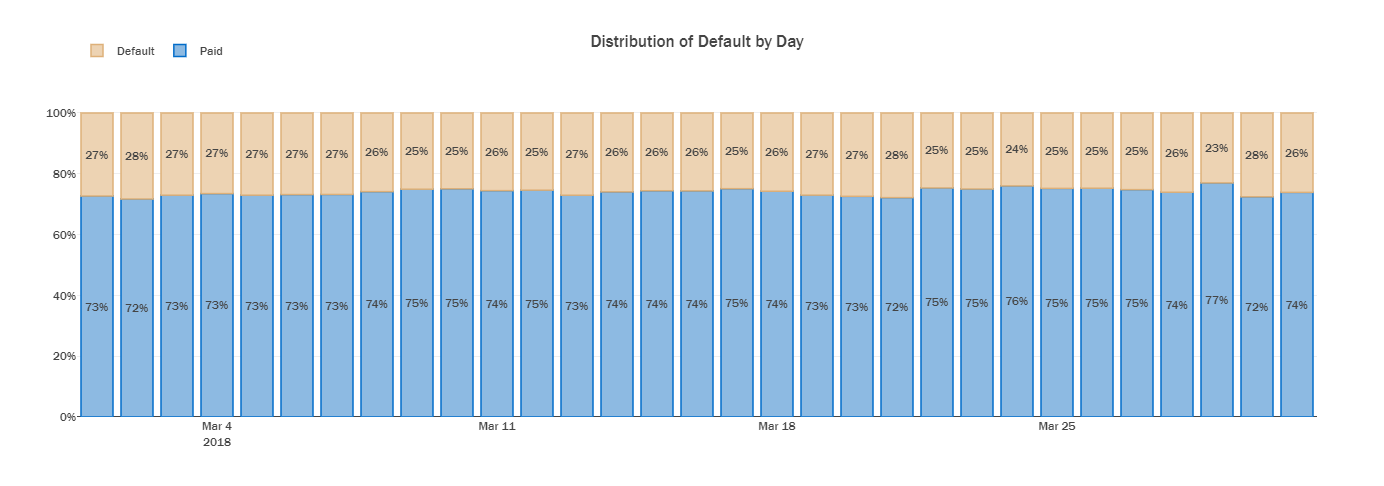 Distribution of Default by Day
Default Paid
100%
80%
60%
40%
20%
0%
27% 28% 27% 27% 27% 27% 27% 26% 25% 25% 26% 25% 27% 26% 26% 26% 25% 26% 27% 27% 28% 25% 25% 24% 25% 25% 25% 26% 23% 28% 26%
73% 72% 73% 73% 73% 73% 73% 74% 75% 75% 74% 75% 73% 74% 74% 74% 75% 74% 73% 73% 72% 75% 75% 76% 75% 75% 75% 74% 77% 72% 74%
Mar 4 Mar 11 Mar 18 Mar 25
2018